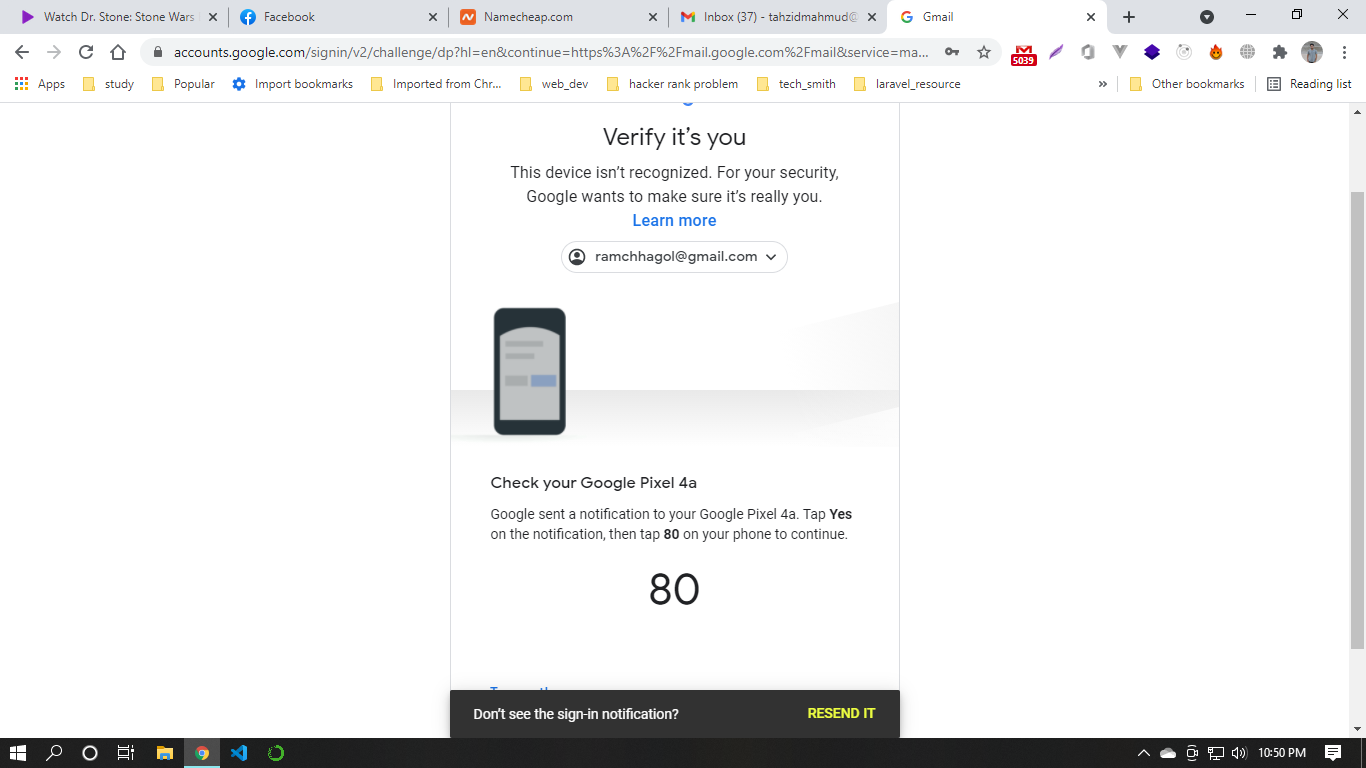 Watch Dr. Stone: Stone Wars
Facebook
Namecheap.com
Inbox (37) - tahzidmahmud@
Gmail
accounts.google.com/signin/v2/challenge/dp?hl=en&continue=https%3A%2F%2Fmail.google.com%2Fmail&service=ma...
5039
Apps
study
Popular
Import bookmarks
Imported from Chr...
web_dev
hacker rank problem
tech_smith
laravel_resource
»
Other bookmarks
Reading list
Verify it’s you
This device isn’t recognized. For your security,
Google wants to make sure it’s really you.
Learn more
ramchhagol@gmail.com
Check your Google Pixel 4a
Google sent a notification to your Google Pixel 4a. Tap Yes
on the notification, then tap 80 on your phone to continue.
80
Don’t see the sign-in notification?
RESEND IT
10:50 PM